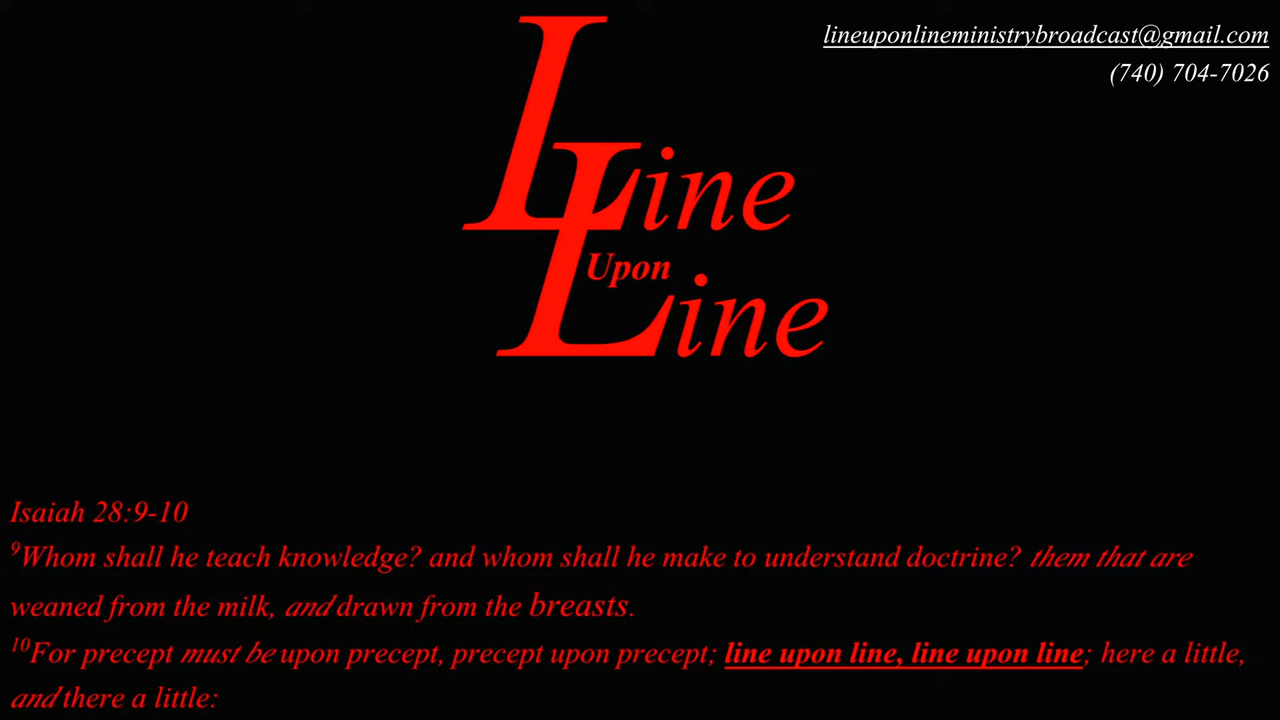 lineuponlineministrybroadcast@gmail.com
(740) 704-7026
Line
Upon
Line
Isaiah 28:9-10
9Whom shall he teach knowledge? and whom shall he make to understand doctrine? them that are
weaned from the milk, and drawn from the breasts.
10For precept must be upon precept, precept upon precept; line upon line, line upon line; here a little,
and there a little: